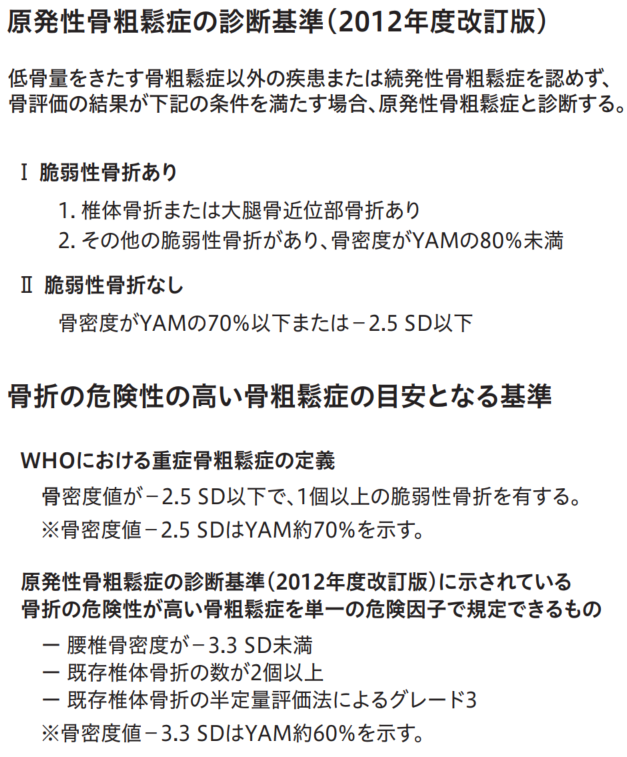 原発性骨粗鬆症の診断基準（2012年度改訂版）
低骨量をきたす骨粗鬆症以外の疾患または続発性骨粗鬆症を認めず、
骨評価の結果が下記の条件を満たす場合、原発性骨粗鬆症と診断する。
Ⅰ 脆弱性骨折あり
1. 椎体骨折または大腿骨近位部骨折あり
2. その他の脆弱性骨折があり、骨密度がYAMの80%未満
Ⅱ 脆弱性骨折なし
骨密度がYAMの70%以下または－2.5 SD以下
骨折の危険性の高い骨粗鬆症の目安となる基準
WHOにおける重症骨粗鬆症の定義
骨密度値が－2.5 SD以下で、1個以上の脆弱性骨折を有する。
※骨密度値－2.5 SDはYAM約70%を示す。
原発性骨粗鬆症の診断基準（2012年度改訂版）に示されている
骨折の危険性が高い骨粗鬆症を単一の危険因子で規定できるもの
ー 腰椎骨密度が－3.3 SD未満
ー 既存椎体骨折の数が2個以上
ー 既存椎体骨折の半定量評価法によるグレード3
※骨密度値－3.3 SDはYAM約60%を示す。